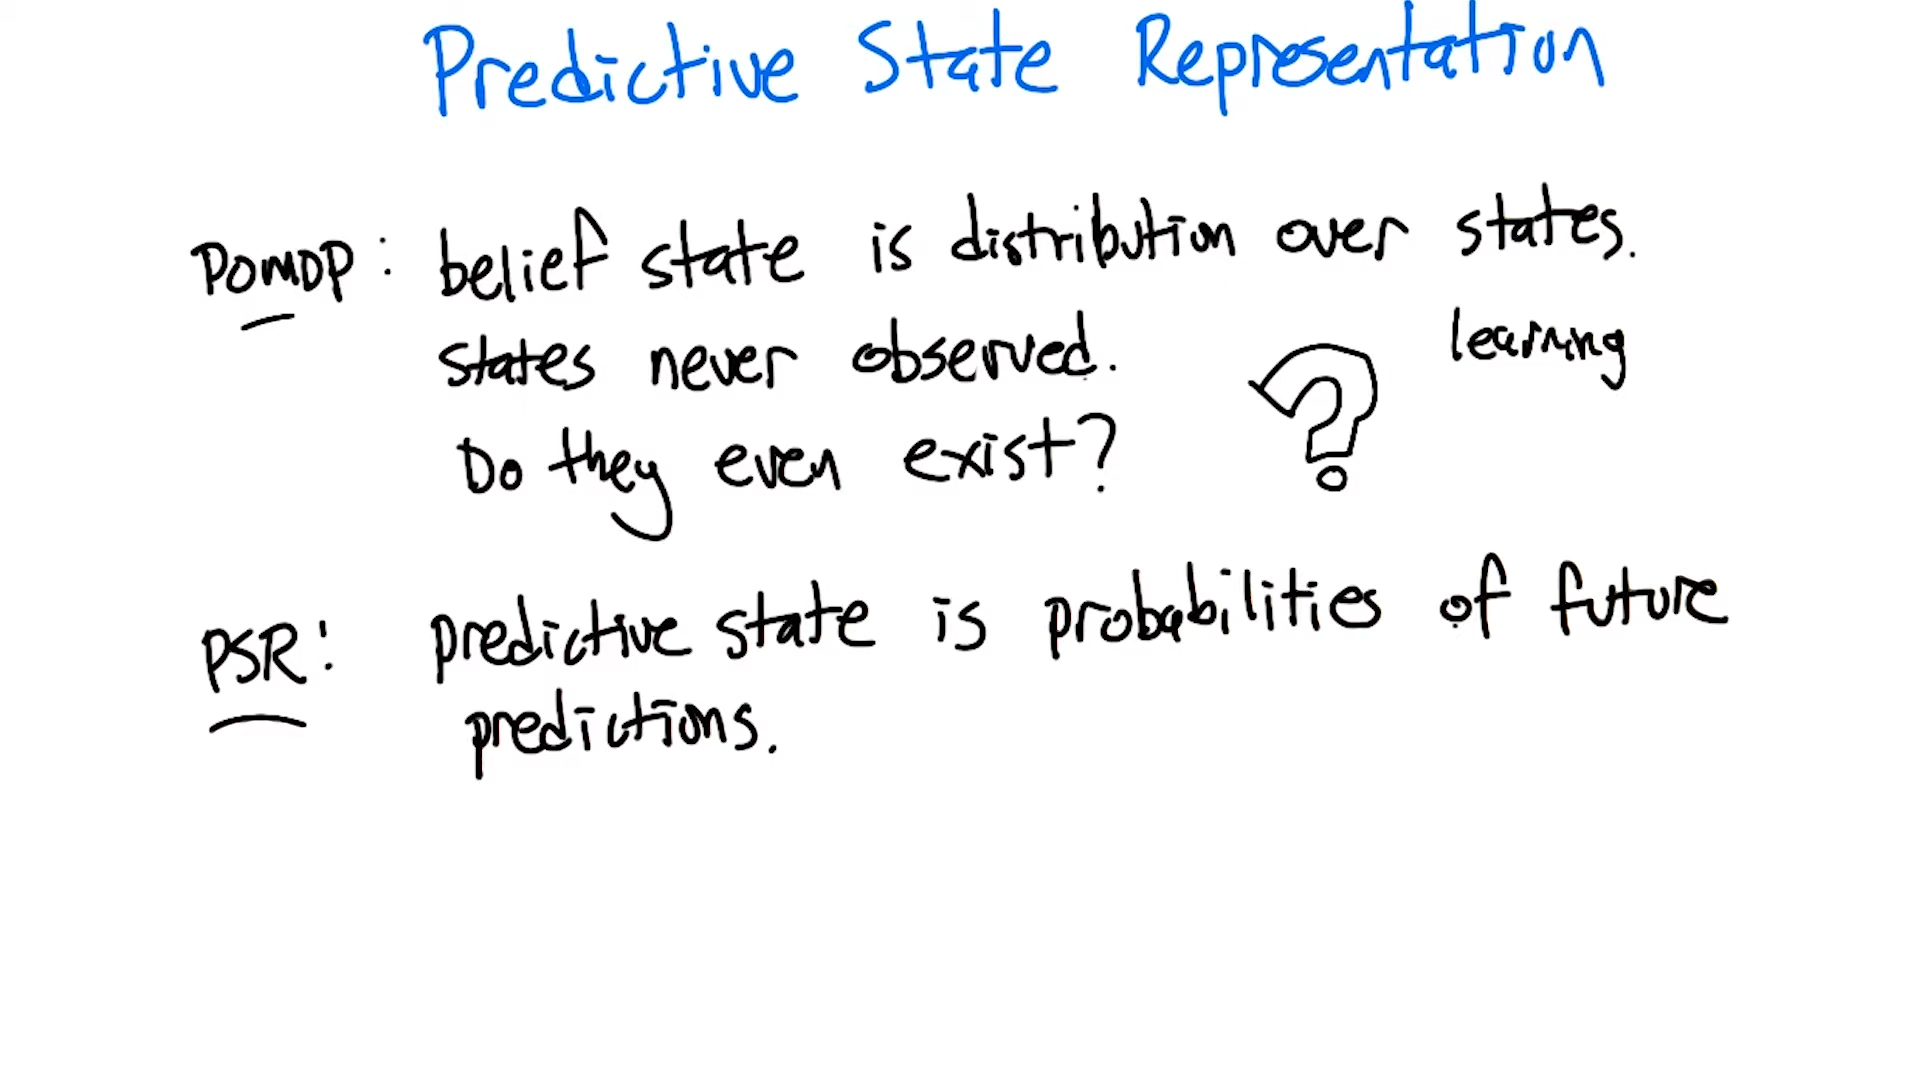 Predictive State Representation
POMDP: belief state is distribution over states.
states never observed.
learning
Do they even exist?
?
PSR: predictive state is probabilities of future
predictions.